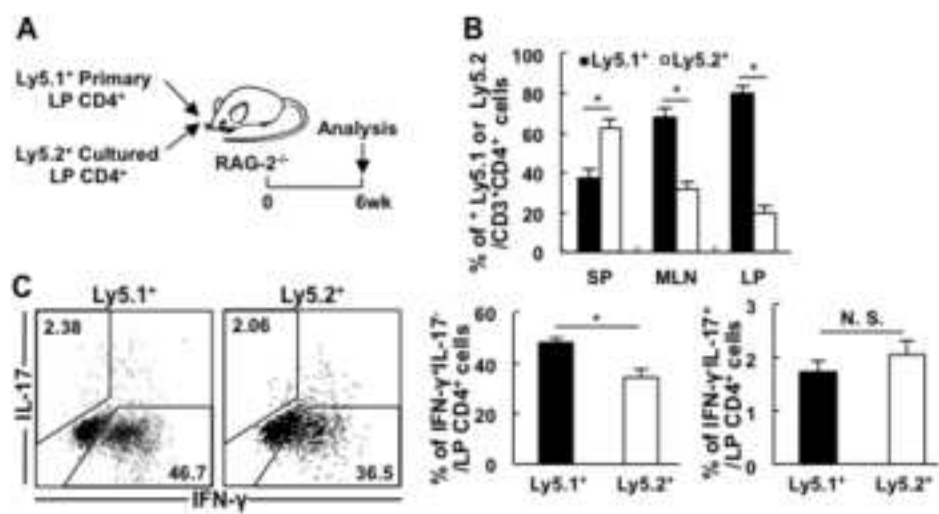 A
Ly5.1⁺ Primary
LP CD4⁺
Ly5.2⁺ Cultured
LP CD4⁺
RAG-2⁻/⁻
Analysis
0
6wk
B
% of ⁺ Ly5.1 or Ly5.2
/CD3⁺CD4⁺ cells
100
80
60
40
20
0
Ly5.1⁺
Ly5.2⁺
*
*
*
SP
MLN
LP
C
Ly5.1⁺
Ly5.2⁺
IL-17
2.38
46.7
2.06
36.5
IFN-γ
% of IFN-γ⁺IL-17⁻
/LP CD4⁺ cells
60
40
20
0
*
Ly5.1⁺
Ly5.2⁺
% of IFN-γ⁻IL-17⁺
/LP CD4⁺ cells
3
2
1
0
N. S.
Ly5.1⁺
Ly5.2⁺